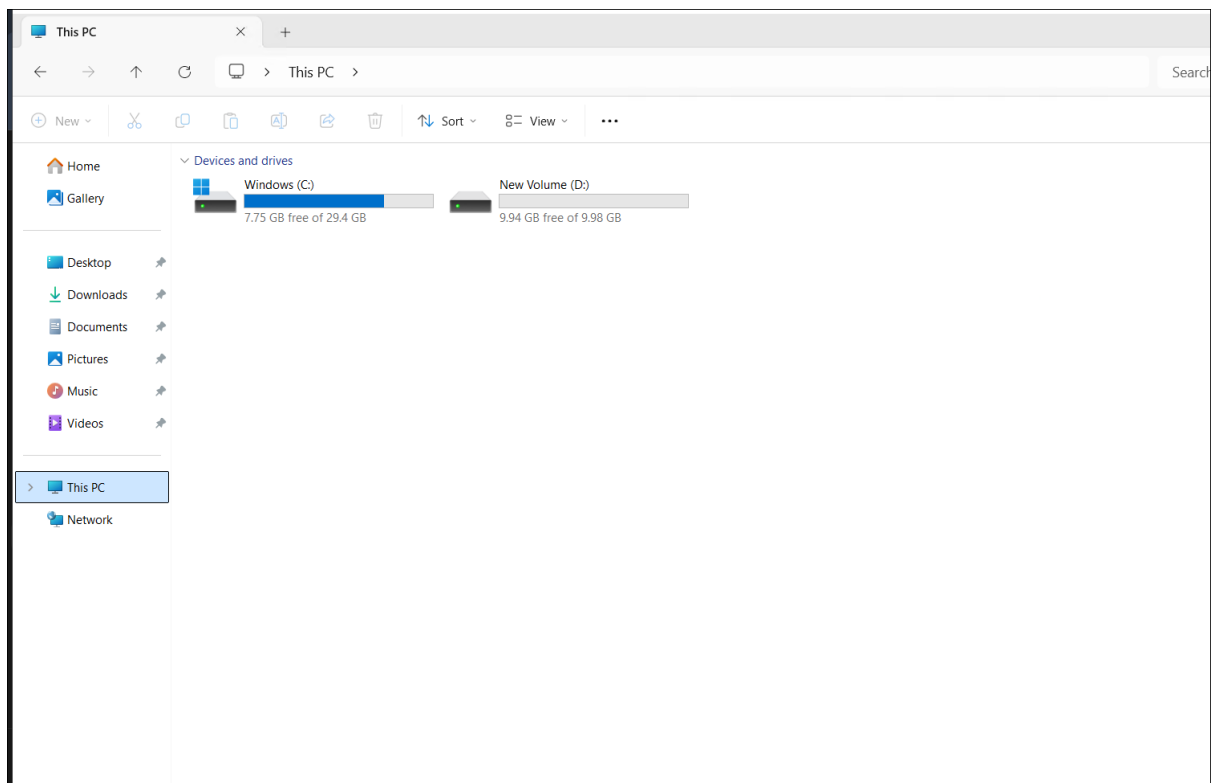 This PC
This PC
Search
New
Sort
View
Home
Gallery
Desktop
Downloads
Documents
Pictures
Music
Videos
This PC
Network
Devices and drives
Windows (C:)
7.75 GB free of 29.4 GB
New Volume (D:)
9.94 GB free of 9.98 GB